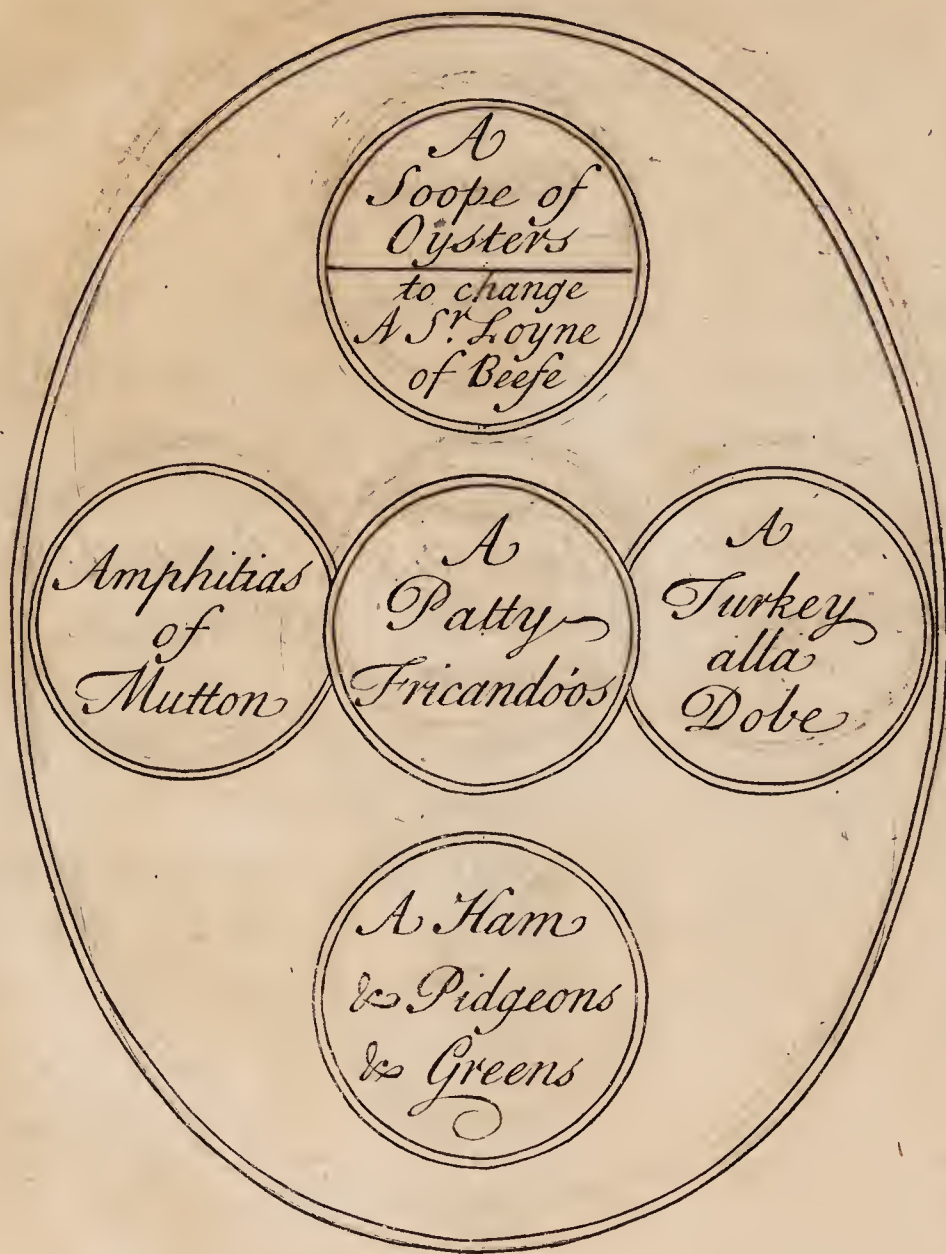 A
Soope of
Oysters
to change
A Sr. Loyne
of Beefe
Amphitias
of
Mutton
A
Patty
Fricandóos
A
Turkey
alla
Dobe
A Ham
& Pidgeons
& Greens